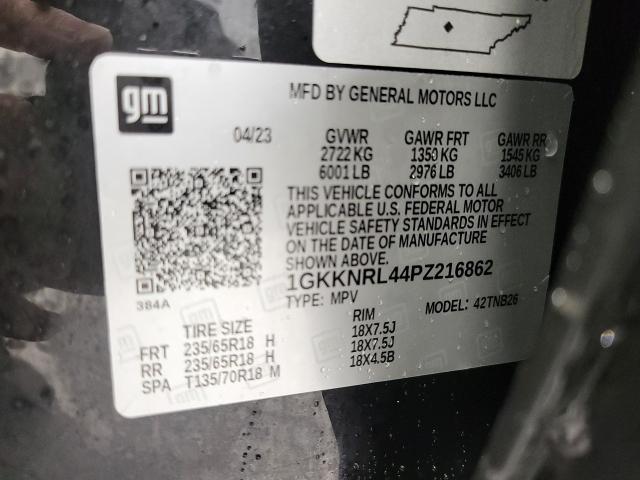 gm
MFD BY GENERAL MOTORS LLC
04/23 GVWR GAWR FRT GAWR RR
2722 KG 1350 KG 1545 KG
6001 LB 2976 LB 3406 LB
THIS VEHICLE CONFORMS TO ALL
APPLICABLE U.S. FEDERAL MOTOR
VEHICLE SAFETY STANDARDS IN EFFECT
ON THE DATE OF MANUFACTURE
SHOWN ABOVE.
384A
1GKKNRL44PZ216862
TYPE: MPV MODEL: 42TNB26
TIRE SIZE RIM
FRT 235/65R18 H 18X7.5J
RR 235/65R18 H 18X7.5J
SPA T135/70R18 M 18X4.5B